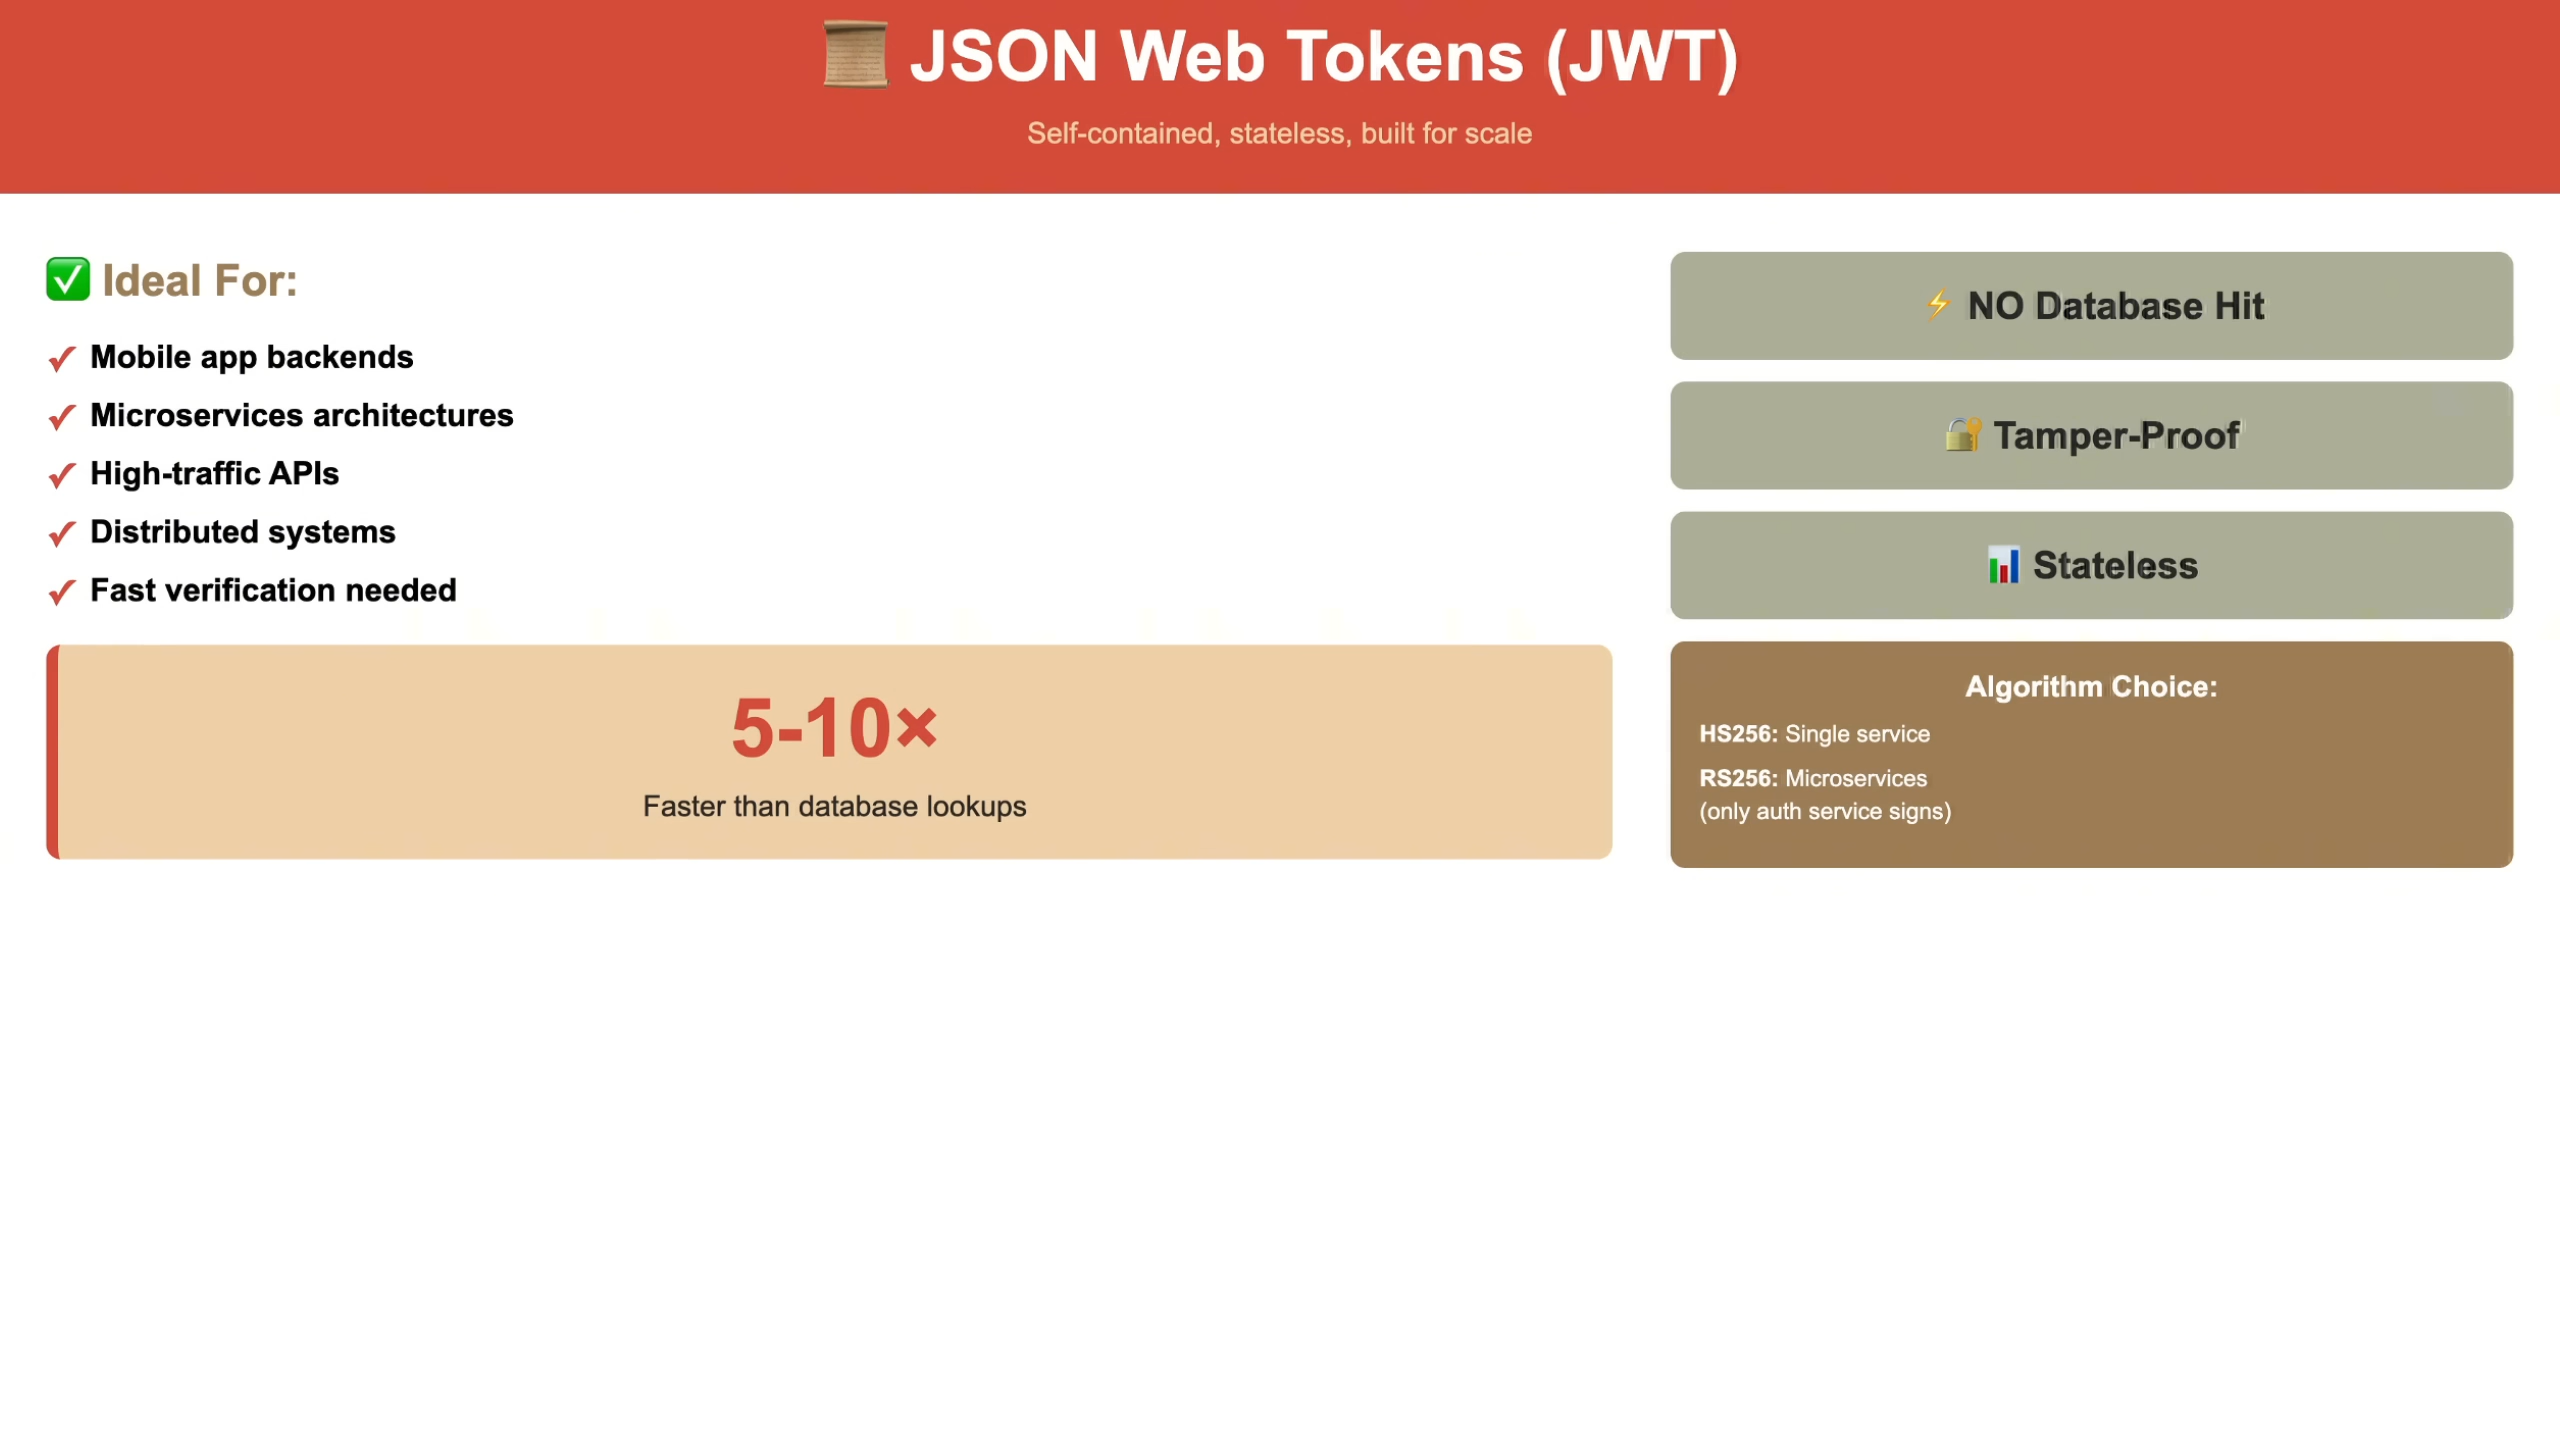 📜 JSON Web Tokens (JWT)
Self-contained, stateless, built for scale
✅ Ideal For:
✓ Mobile app backends
✓ Microservices architectures
✓ High-traffic APIs
✓ Distributed systems
✓ Fast verification needed
5-10×
Faster than database lookups
⚡ NO Database Hit
🔐 Tamper-Proof
📊 Stateless
Algorithm Choice:
HS256: Single service
RS256: Microservices
(only auth service signs)